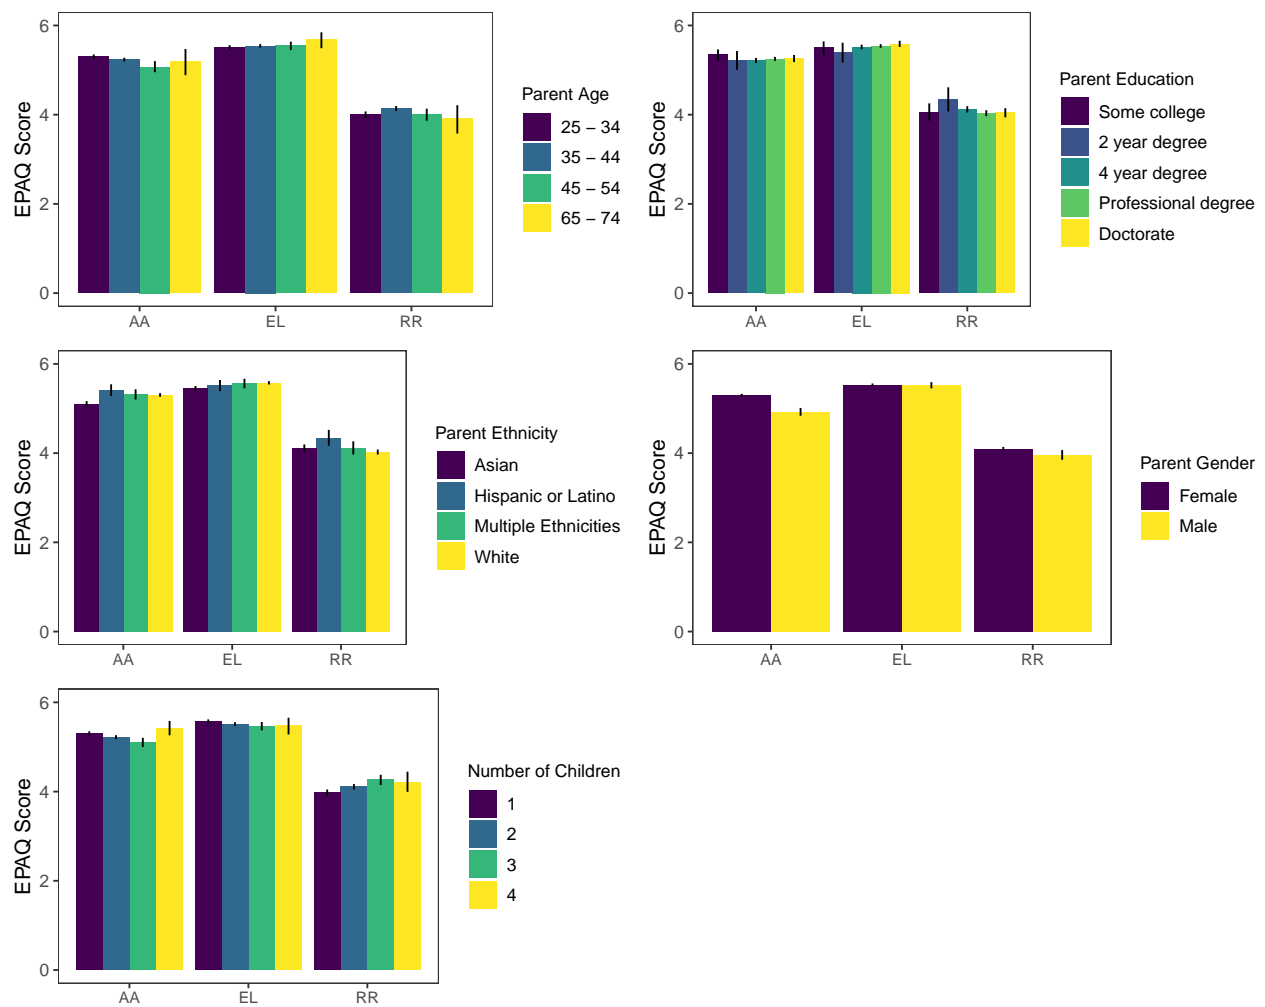 EPAQ Score
6
4
2
0
AA EL RR
Parent Age
25 – 34
35 – 44
45 – 54
65 – 74
EPAQ Score
6
4
2
0
AA EL RR
Parent Education
Some college
2 year degree
4 year degree
Professional degree
Doctorate
EPAQ Score
6
4
2
0
AA EL RR
Parent Ethnicity
Asian
Hispanic or Latino
Multiple Ethnicities
White
EPAQ Score
6
4
2
0
AA EL RR
Parent Gender
Female
Male
EPAQ Score
6
4
2
0
AA EL RR
Number of Children
1
2
3
4